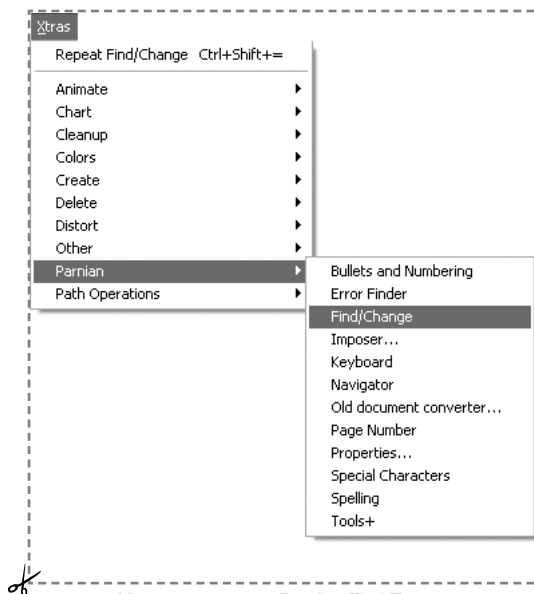 Xtras
Repeat Find/Change Ctrl+Shift+=
Animate
Chart
Cleanup
Colors
Create
Delete
Distort
Other
Parnian
Path Operations
Bullets and Numbering
Error Finder
Find/Change
Imposer...
Keyboard
Navigator
Old document converter...
Page Number
Properties...
Special Characters
Spelling
Tools+